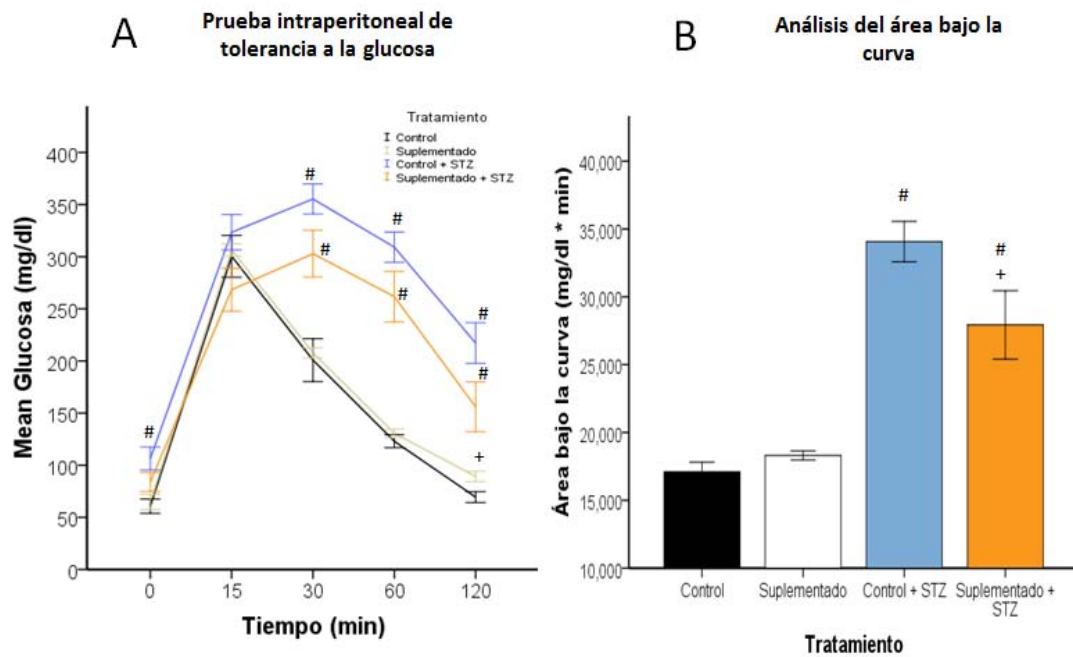 A
Prueba intraperitoneal de
tolerancia a la glucosa
Mean Glucosa (mg/dl)
400
350
300
250
200
150
100
50
0
Tratamiento
Control
Suplementado
Control + STZ
Suplementado + STZ
#
#
#
#
#
#
#
+
0 15 30 60 120
Tiempo (min)
B
Análisis del área bajo la
curva
Área bajo la curva (mg/dl * min)
40,000
35,000
30,000
25,000
20,000
15,000
10,000
#
#
+
Control Suplementado Control + STZ Suplementado +
STZ
Tratamiento